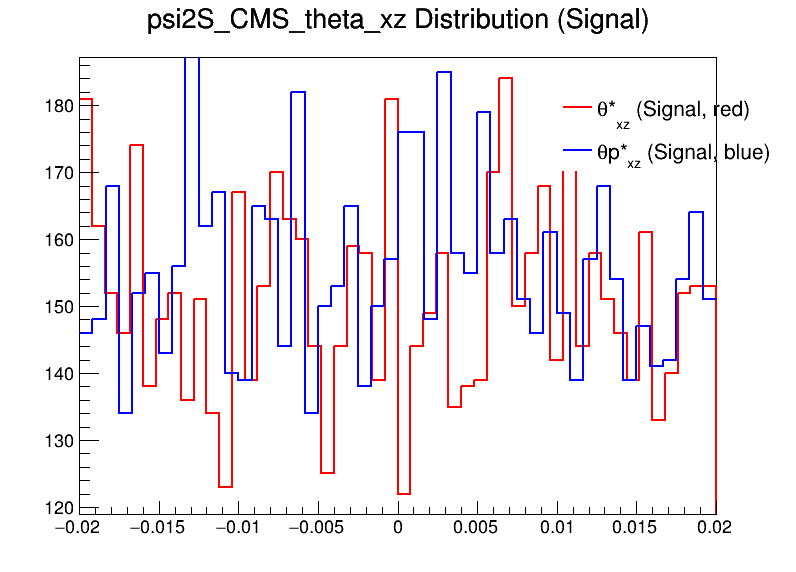 psi2S_CMS_theta_xz Distribution (Signal)
θ*xz (Signal, red)
θp*xz (Signal, blue)
180
170
160
150
140
130
120
−0.02 −0.015 −0.01 −0.005 0 0.005 0.01 0.015 0.02